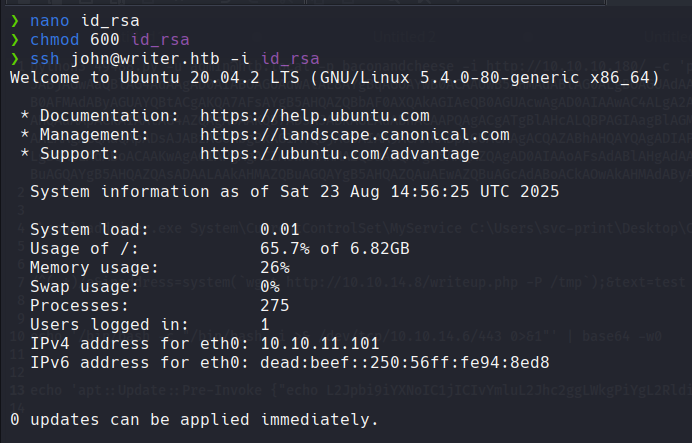 ❯ nano id_rsa
❯ chmod 600 id_rsa
❯ ssh john@writer.htb -i id_rsa
Welcome to Ubuntu 20.04.2 LTS (GNU/Linux 5.4.0-80-generic x86_64)
* Documentation: https://help.ubuntu.com
* Management: https://landscape.canonical.com
* Support: https://ubuntu.com/advantage
System information as of Sat 23 Aug 14:56:25 UTC 2025
System load: 0.01
Usage of /: 65.7% of 6.82GB
Memory usage: 26%
Swap usage: 0%
Processes: 275
Users logged in: 1
IPv4 address for eth0: 10.10.11.101
IPv6 address for eth0: dead:beef::250:56ff:fe94:8ed8
0 updates can be applied immediately.